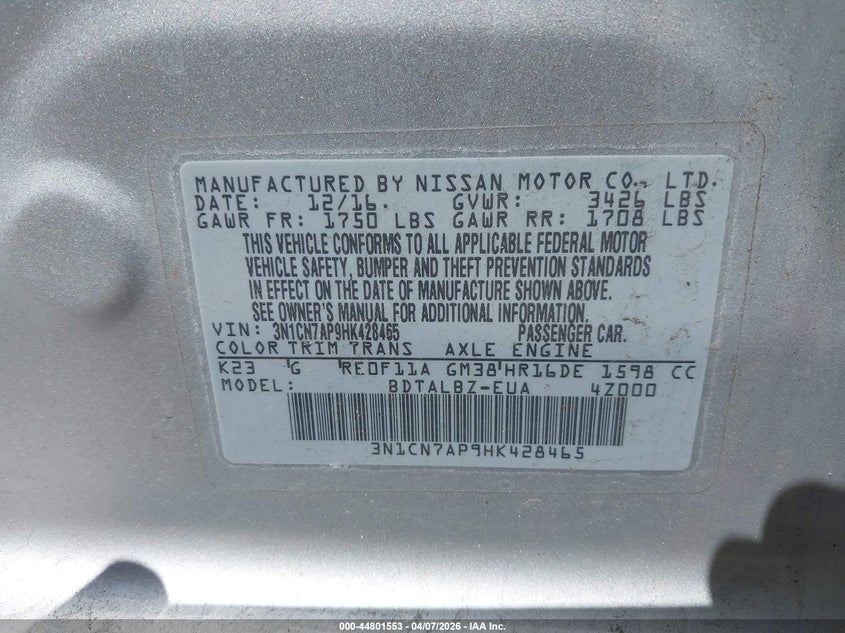 MANUFACTURED BY NISSAN MOTOR CO., LTD.
DATE: 12/16. GVWR: 3426 LBS
GAWR FR: 1750 LBS GAWR RR: 1708 LBS
THIS VEHICLE CONFORMS TO ALL APPLICABLE FEDERAL MOTOR
VEHICLE SAFETY, BUMPER AND THEFT PREVENTION STANDARDS
IN EFFECT ON THE DATE OF MANUFACTURE SHOWN ABOVE.
SEE OWNER'S MANUAL FOR ADDITIONAL INFORMATION.
VIN: 3N1CN7AP9HK428465 PASSENGER CAR.
COLOR TRIM TRANS AXLE ENGINE
K23 G RE0F11A GM38 HR16DE 1598 CC
MODEL: BDTALBZ-EUA 4Z000
3N1CN7AP9HK428465
000-44801553 - 04/07/2026 - IAA Inc.